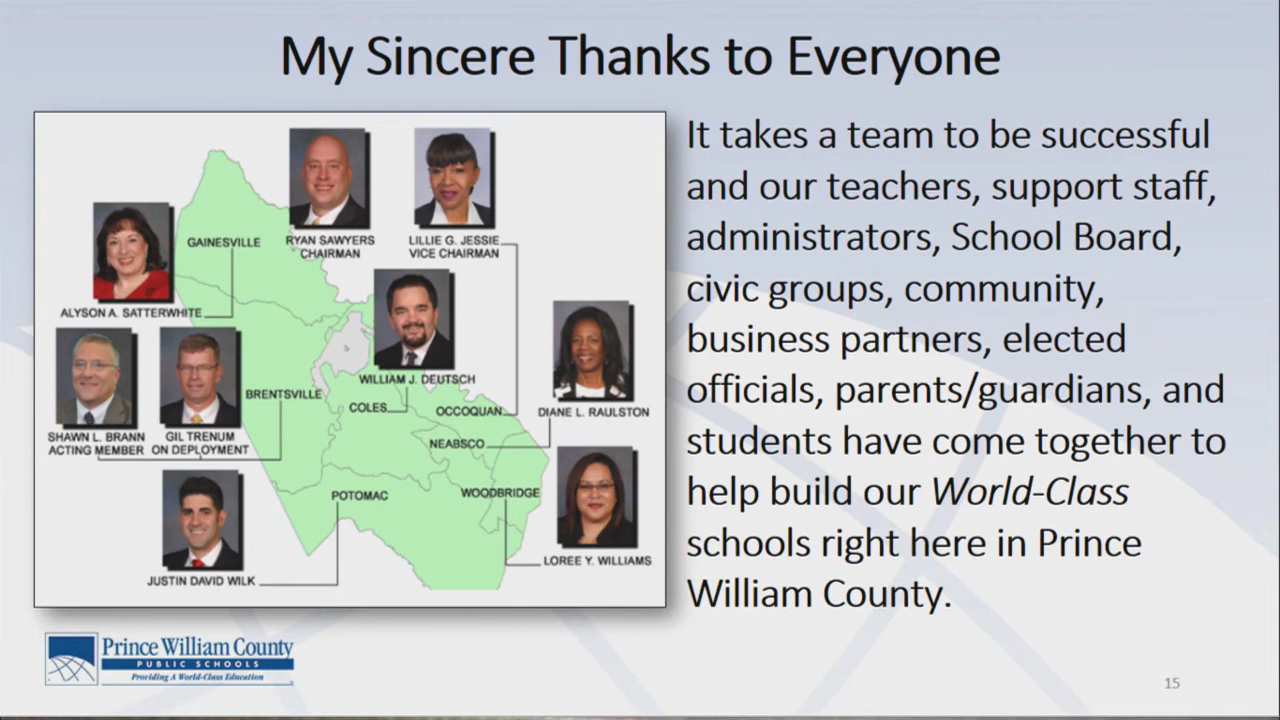 My Sincere Thanks to Everyone
RYAN SAWYERS
CHAIRMAN
LILLIE G. JESSIE
VICE CHAIRMAN
GAINESVILLE
ALYSON A. SATTERWHITE
WILLIAM J. DEUTSCH
BRENTSVILLE
COLES
OCCOQUAN
DIANE L. RAULSTON
SHAWN L. BRANN
ACTING MEMBER
GIL TRENUM
ON DEPLOYMENT
NEABSCO
POTOMAC
WOODBRIDGE
LOREE Y. WILLIAMS
JUSTIN DAVID WILK
It takes a team to be successful
and our teachers, support staff,
administrators, School Board,
civic groups, community,
business partners, elected
officials, parents/guardians, and
students have come together to
help build our World-Class
schools right here in Prince
William County.
Prince William County
PUBLIC SCHOOLS
Providing A World-Class Education
15